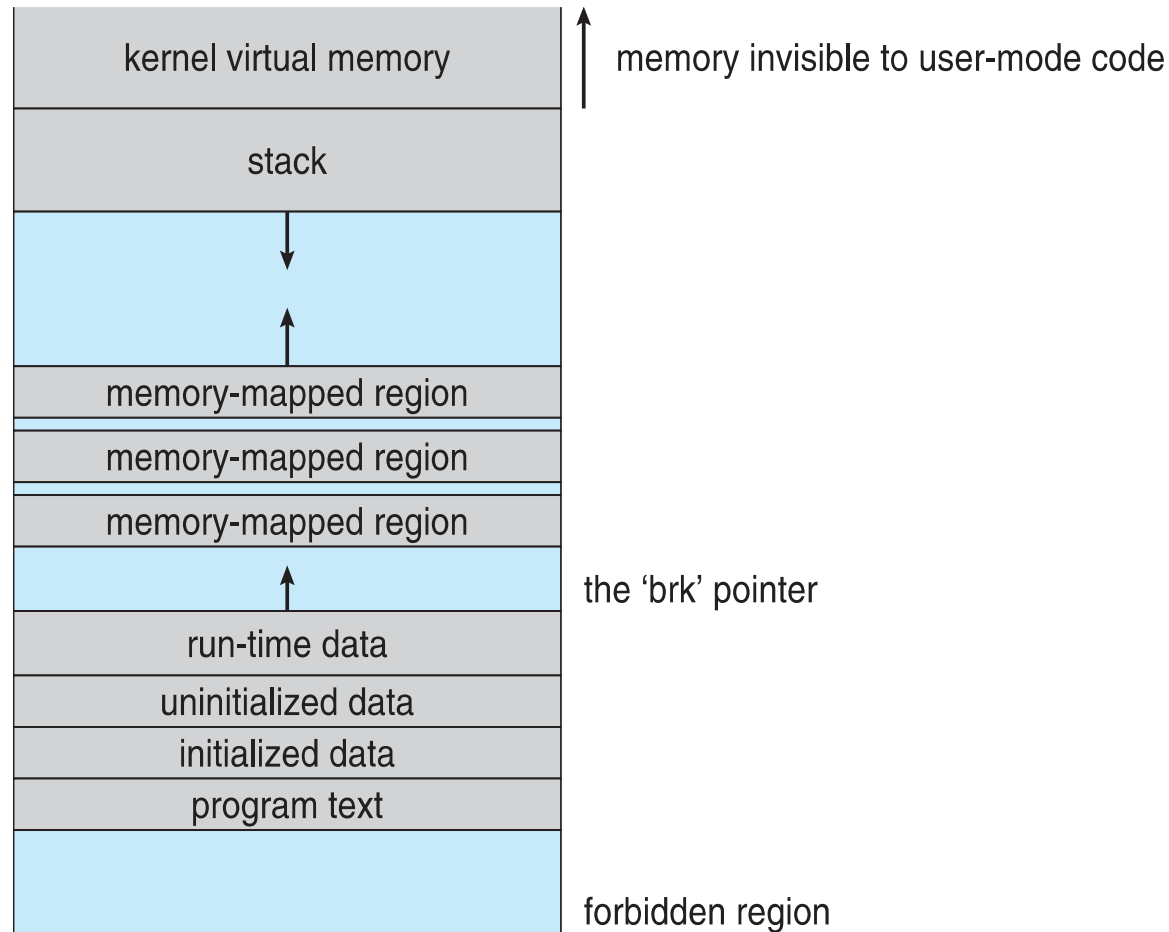 kernel virtual memory
memory invisible to user-mode code
stack
memory-mapped region
memory-mapped region
memory-mapped region
the ‘brk’ pointer
run-time data
uninitialized data
initialized data
program text
forbidden region